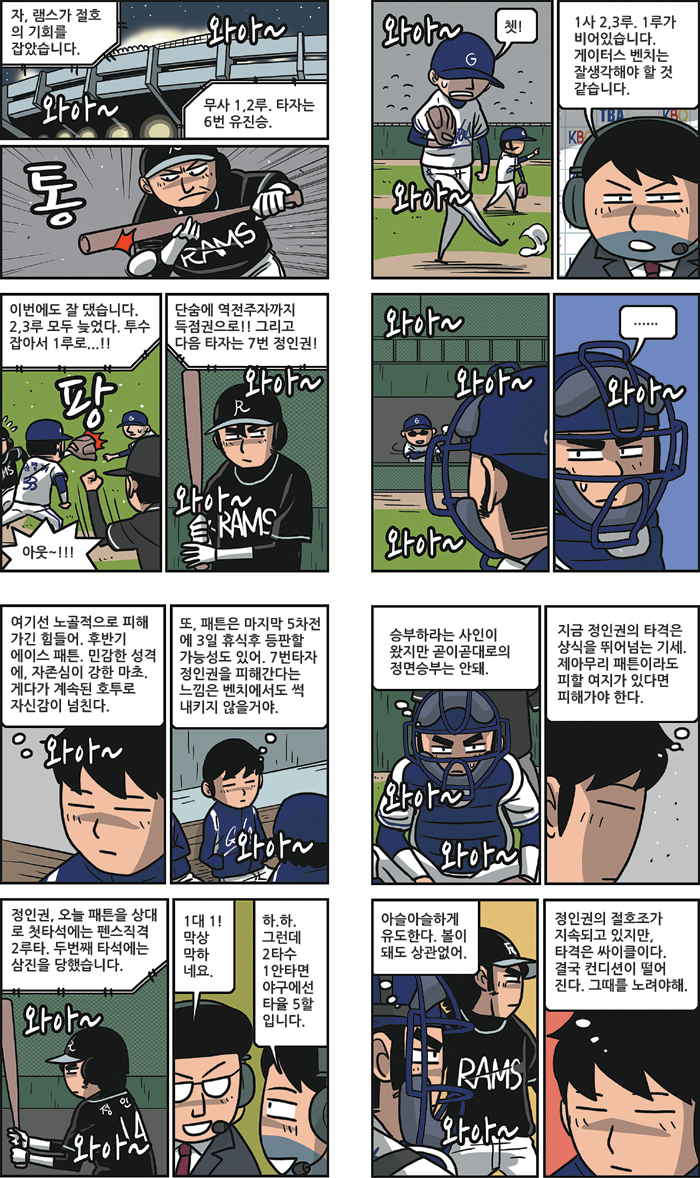 자, 램스가 절호
의 기회를
잡았습니다.
와아~
와아~
무사 1,2루. 타자는
6번 유진승.
통
RAMS
이번에도 잘 댔습니다.
2,3루 모두 늦었다. 투수
잡아서 1루로...!!
팡
G
33
아웃~!!!
단숨에 역전주자까지
득점권으로!! 그리고
다음 타자는 7번 정인권!
와아~
R
와아~
RAMS
와아~
쳇!
G
와아~
1사 2,3루. 1루가
비어있습니다.
게이터스 벤치는
잘생각해야 할 것
같습니다.
TBA
KBO
KBO
와아~
G
와아~
와아~
......
와아~
여기선 노골적으로 피해
가긴 힘들어. 후반기
에이스 패튼. 민감한 성격
에, 자존심이 강한 마초.
게다가 계속된 호투로
자신감이 넘친다.
와아~
또, 패튼은 마지막 5차전
에 3일 휴식후 등판할
가능성도 있어. 7번타자
정인권을 피해간다는
느낌은 벤치에서도 썩
내키지 않을거야.
와아~
정인권, 오늘 패튼을 상대
로 첫타석에는 펜스직격
2루타. 두번째 타석에는
삼진을 당했습니다.
와아~
정인
와아~
1대 1!
막상
막하
네요.
하.하.
그런데
2타수
1안타면
야구에선
타율 5할
입니다.
승부하라는 사인이
왔지만 곧이곧대로의
정면승부는 안돼.
와아~
와아~
지금 정인권의 타격은
상식을 뛰어넘는 기세.
제아무리 패튼이라도
피할 여지가 있다면
피해가야 한다.
아슬아슬하게
유도한다. 볼이
돼도 상관없어.
R
RAMS
와아~
정인권의 절호조가
지속되고 있지만,
타격은 싸이클이다.
결국 컨디션이 떨어
진다. 그때를 노려야해.